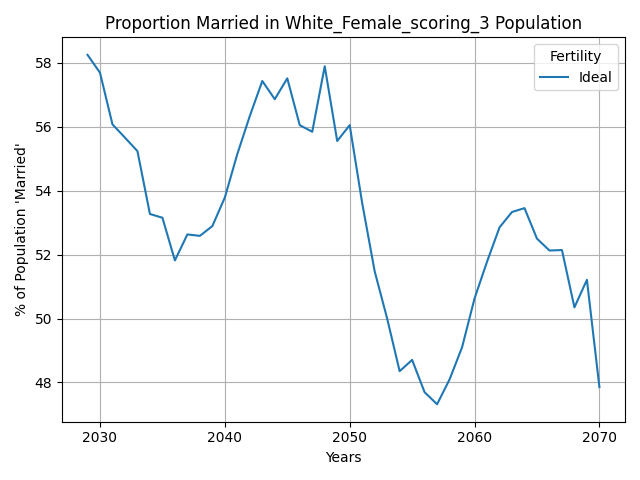 Proportion Married in White_Female_scoring_3 Population
Fertility
Ideal
% of Population 'Married'
58
56
54
52
50
48
2030
2040
2050
2060
2070
Years